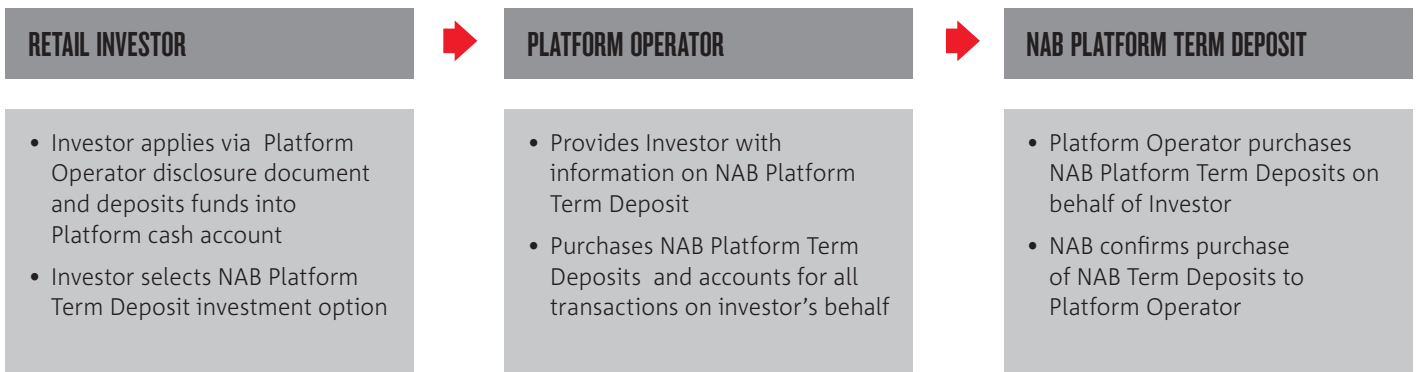 RETAIL INVESTOR
• Investor applies via Platform
Operator disclosure document
and deposits funds into
Platform cash account
• Investor selects NAB Platform
Term Deposit investment option
PLATFORM OPERATOR
• Provides Investor with
information on NAB Platform
Term Deposit
• Purchases NAB Platform Term
Deposits and accounts for all
transactions on investor's behalf
NAB PLATFORM TERM DEPOSIT
• Platform Operator purchases
NAB Platform Term Deposits on
behalf of Investor
• NAB confirms purchase
of NAB Term Deposits to
Platform Operator